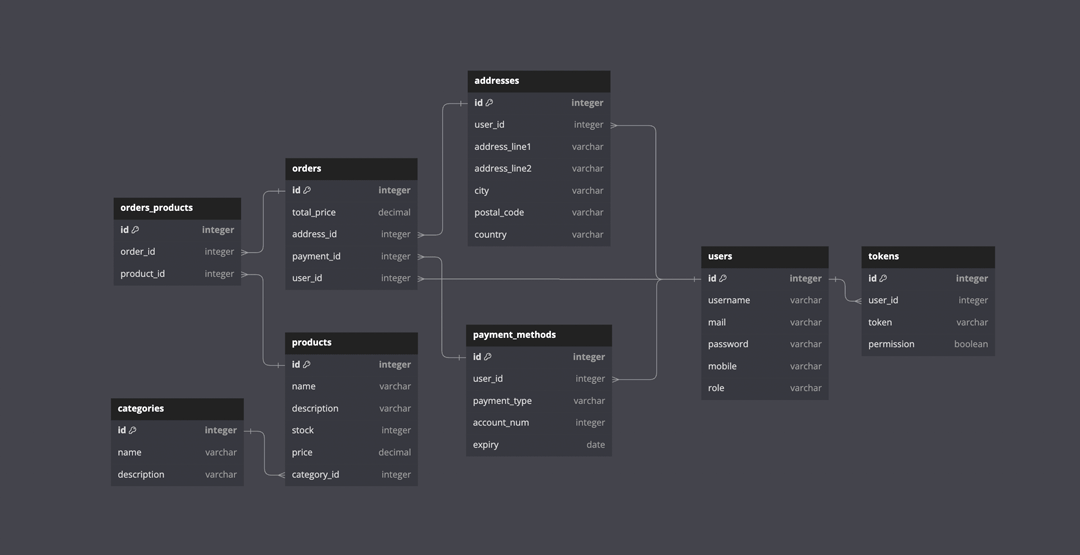 addresses
id integer
user_id integer
address_line1 varchar
address_line2 varchar
city varchar
postal_code varchar
country varchar
orders
id integer
total_price decimal
address_id integer
payment_id integer
user_id integer
orders_products
id integer
order_id integer
product_id integer
users
id integer
username varchar
mail varchar
password varchar
mobile varchar
role varchar
tokens
id integer
user_id integer
token varchar
permission boolean
payment_methods
id integer
user_id integer
payment_type varchar
account_num integer
expiry date
products
id integer
name varchar
description varchar
stock integer
price decimal
category_id integer
categories
id integer
name varchar
description varchar